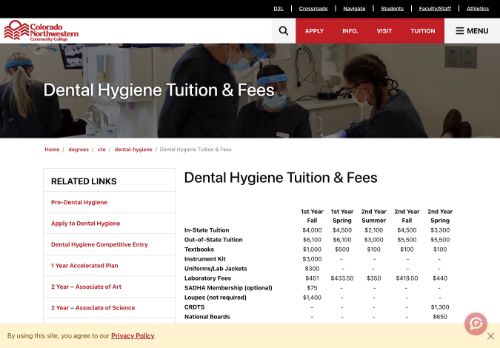 D2L | Crossroads | Navigate | Students | Faculty/Staff | Athletics
Colorado Northwestern Community College
APPLY INFO. VISIT TUITION MENU
Dental Hygiene Tuition & Fees
Home / degrees / cte / dental-hygiene / Dental Hygiene Tuition & Fees
RELATED LINKS
Pre-Dental Hygiene
Apply to Dental Hygiene
Dental Hygiene Competitive Entry
1 Year Accelerated Plan
2 Year – Associate of Art
2 Year – Associate of Science
Dental Hygiene Tuition & Fees
1st Year Fall 1st Year Spring 2nd Year Summer 2nd Year Fall 2nd Year Spring
In-State Tuition $4,000 $4,500 $2,100 $4,500 $3,300
Out-of-State Tuition $6,100 $6,100 $3,000 $5,500 $5,500
Textbooks $1,000 $500 $100 $100 $100
Instrument Kit $3,000 - - - -
Uniforms/Lab Jackets $300 - - - -
Laboratory Fees $451 $433.50 $350 $419.50 $440
SADHA Membership (optional) $75 - - - -
Loupes (not required) $1,400 - - - -
CRDTS - - - - $1,300
National Boards - - - - $650
By using this site, you agree to our Privacy Policy